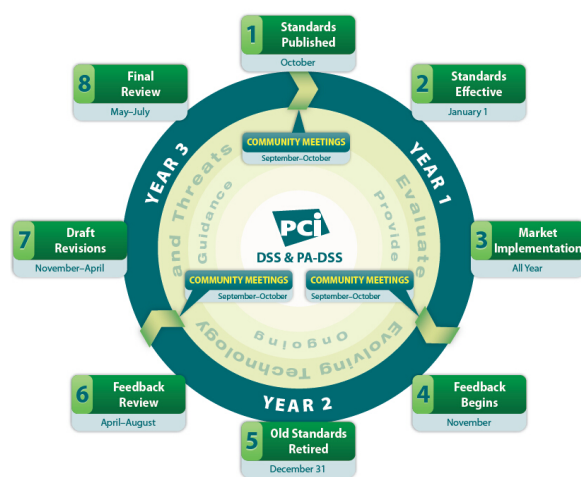 1
Standards
Published
October
2
Standards
Effective
January 1
3
Market
Implementation
All Year
4
Feedback
Begins
November
5
Old Standards
Retired
December 31
6
Feedback
Review
April–August
7
Draft
Revisions
November–April
8
Final
Review
May–July
YEAR 1
YEAR 2
YEAR 3
COMMUNITY MEETINGS
September–October
COMMUNITY MEETINGS
September–October
COMMUNITY MEETINGS
September–October
Evaluate
Evolving Technology
and Threats
Provide
Ongoing
Guidance
PCi
DSS & PA-DSS